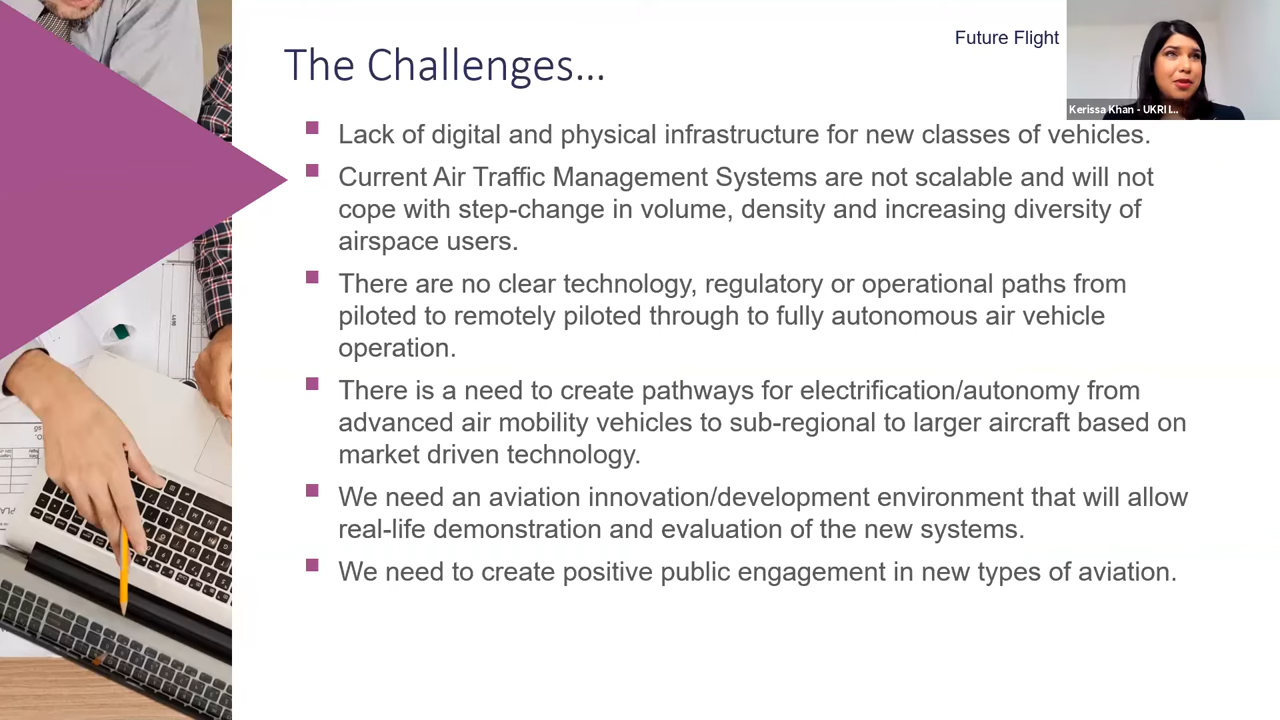 Future Flight
The Challenges...
Kerissa Khan - UKRI I...
Lack of digital and physical infrastructure for new classes of vehicles.
Current Air Traffic Management Systems are not scalable and will not
cope with step-change in volume, density and increasing diversity of
airspace users.
There are no clear technology, regulatory or operational paths from
piloted to remotely piloted through to fully autonomous air vehicle
operation.
There is a need to create pathways for electrification/autonomy from
advanced air mobility vehicles to sub-regional to larger aircraft based on
market driven technology.
We need an aviation innovation/development environment that will allow
real-life demonstration and evaluation of the new systems.
We need to create positive public engagement in new types of aviation.